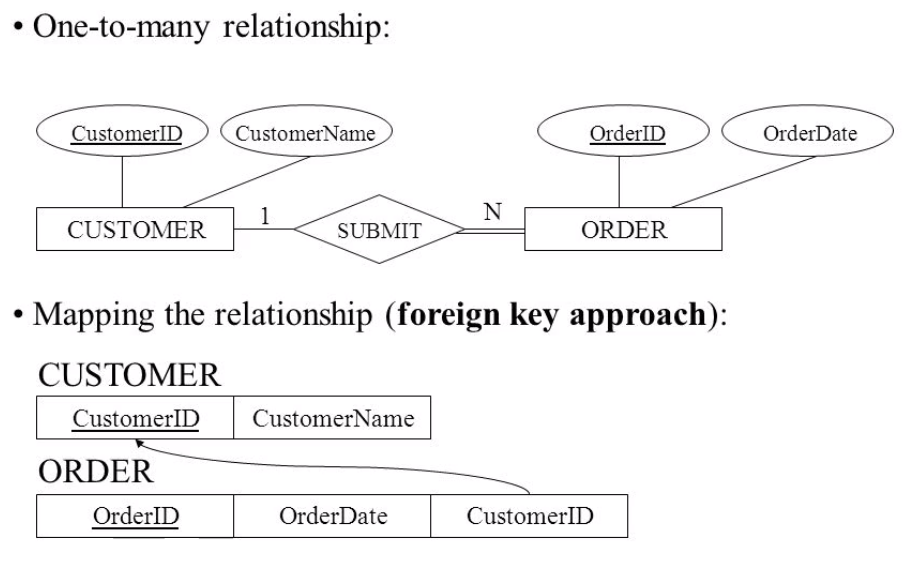 • One-to-many relationship:
CustomerID CustomerName OrderID OrderDate
CUSTOMER 1 SUBMIT N ORDER
• Mapping the relationship (foreign key approach):
CUSTOMER
CustomerID CustomerName
ORDER
OrderID OrderDate CustomerID